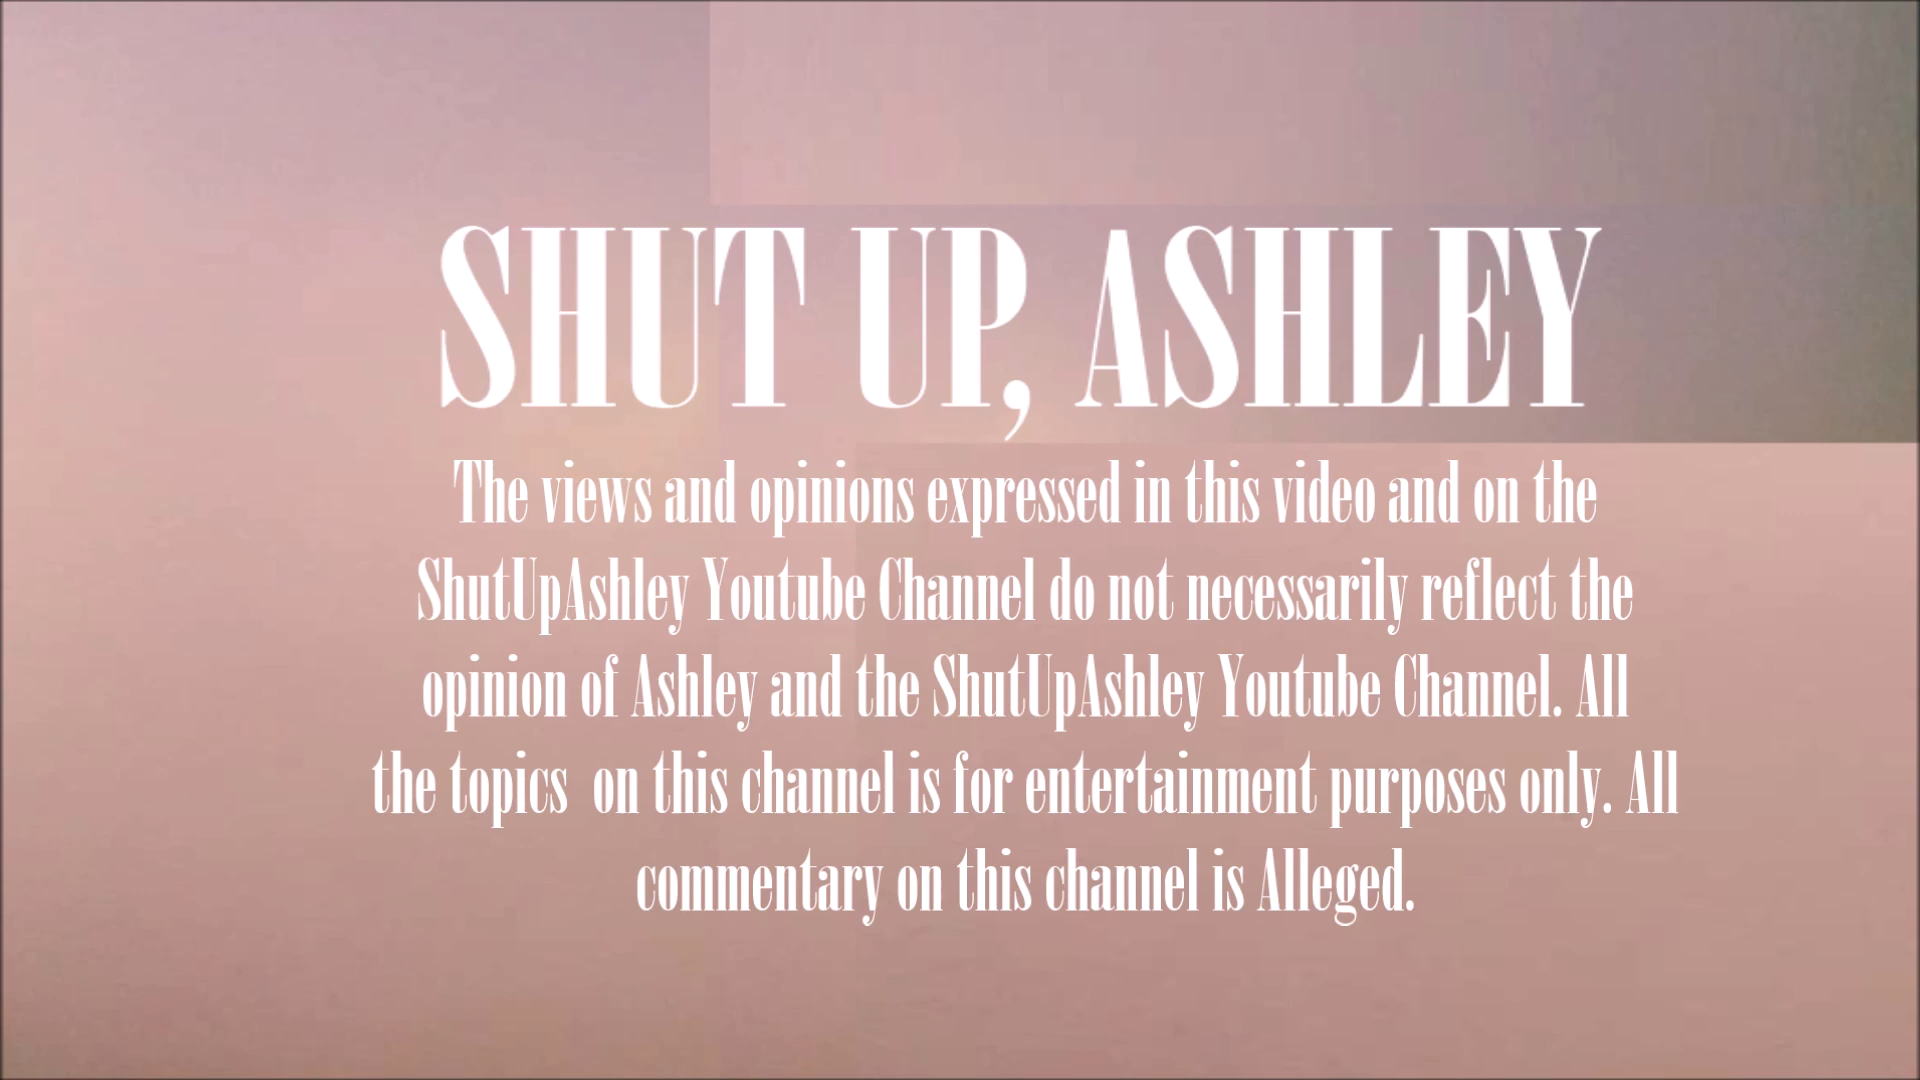 SHUT UP, ASHLEY
The views and opinions expressed in this video and on the
ShutUpAshley Youtube Channel do not necessarily reflect the
opinion of Ashley and the ShutUpAshley Youtube Channel. All
the topics  on this channel is for entertainment purposes only. All
commentary on this channel is Alleged.